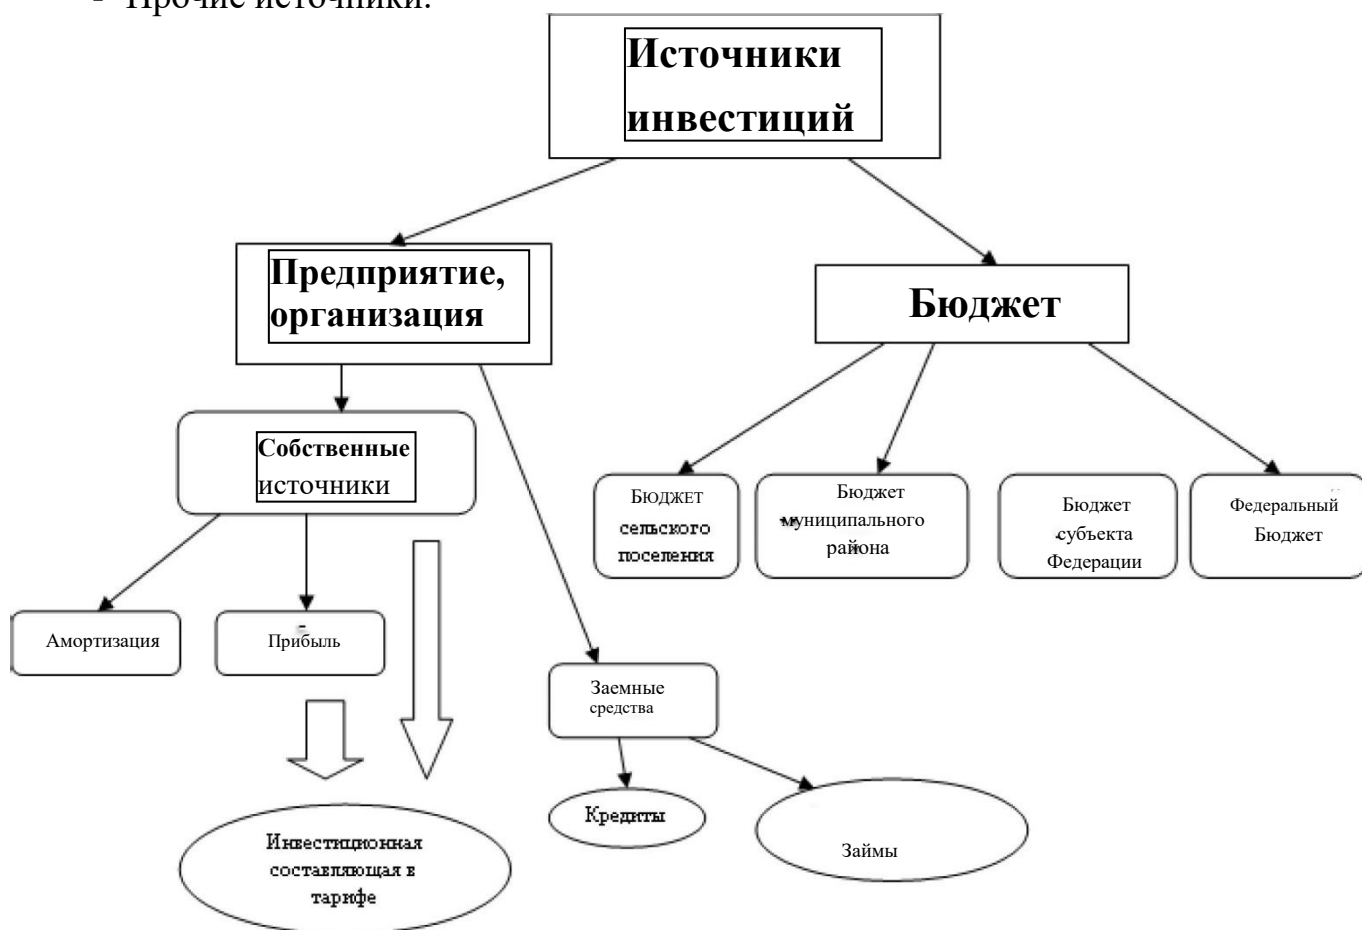 - Прочие источники.
Источники
инвестиций
Предприятие,
организация
Бюджет
Собственные
источники
Бюджет
сельского
поселения
Бюджет
муниципального
района
Бюджет
субъекта
Федерации
Федеральный
Бюджет
Амортизация
Прибыль
Заемные
средства
Кредиты
Займы
Инвестиционная
составляющая в
тарифе